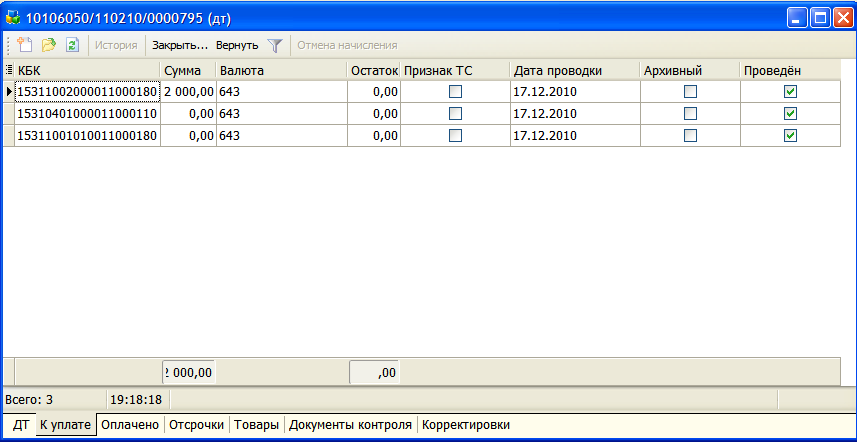 10106050/110210/0000795 (дт)
История Закрыть... Вернуть Отмена начисления
КБК Сумма Валюта Остаток Признак ТС Дата проводки Архивный Проведён
15311002000011000180 2 000,00 643 0,00 17.12.2010
15310401000011000110 0,00 643 0,00 17.12.2010
15311001010011000180 0,00 643 0,00 17.12.2010
2 000,00 ,00
Всего: 3 19:18:18
ДТ К уплате Оплачено Отсрочки Товары Документы контроля Корректировки